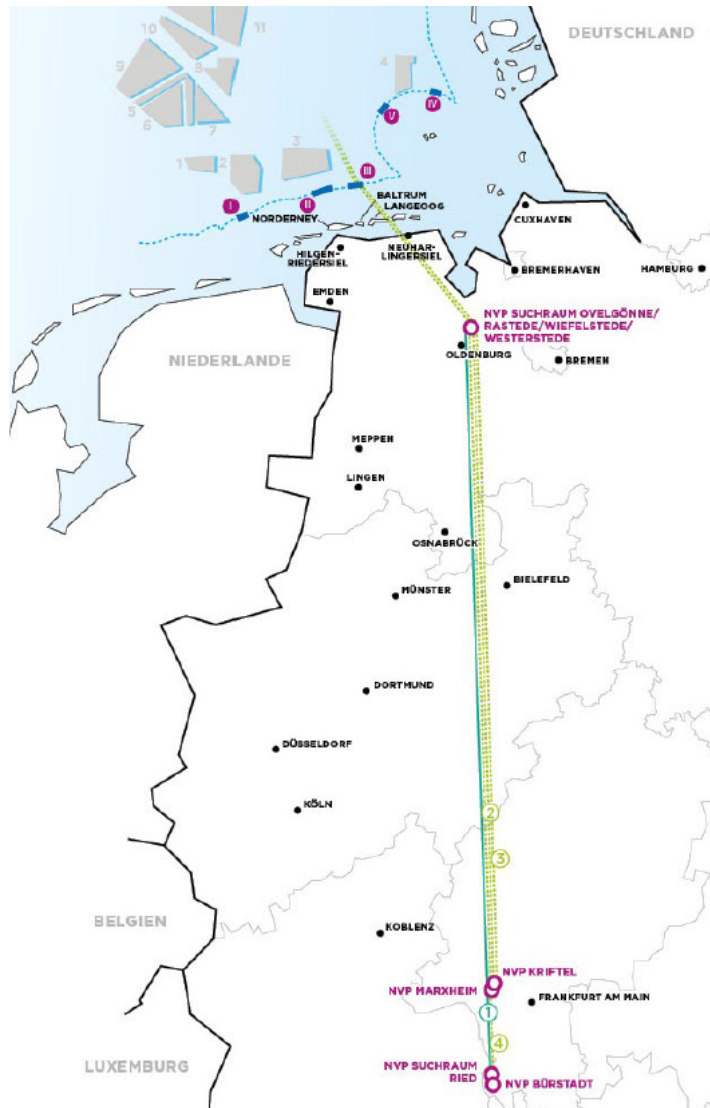 10
11
DEUTSCHLAND
9
8
4
5
6
7
IV
V
3
1
2
III
I
II
BALTRUM
LANGEOOG
NORDERNEY
CUXHAVEN
HILGEN-
RIEDERSIEL
NEUHAR-
LINGERSIEL
BREMERHAVEN
HAMBURG
EMDEN
NVP SUCHRAUM OVELGÖNNE/
RASTEDE/WIEFELSTEDE/
WESTERSTEDE
NIEDERLANDE
OLDENBURG
BREMEN
MEPPEN
LINGEN
OSNABRÜCK
BIELEFELD
MÜNSTER
DORTMUND
DÜSSELDORF
KÖLN
2
3
BELGIEN
KOBLENZ
NVP KRIFTEL
NVP MARXHEIM
FRANKFURT AM MAIN
1
4
LUXEMBURG
NVP SUCHRAUM
RIED
NVP BÜRSTADT